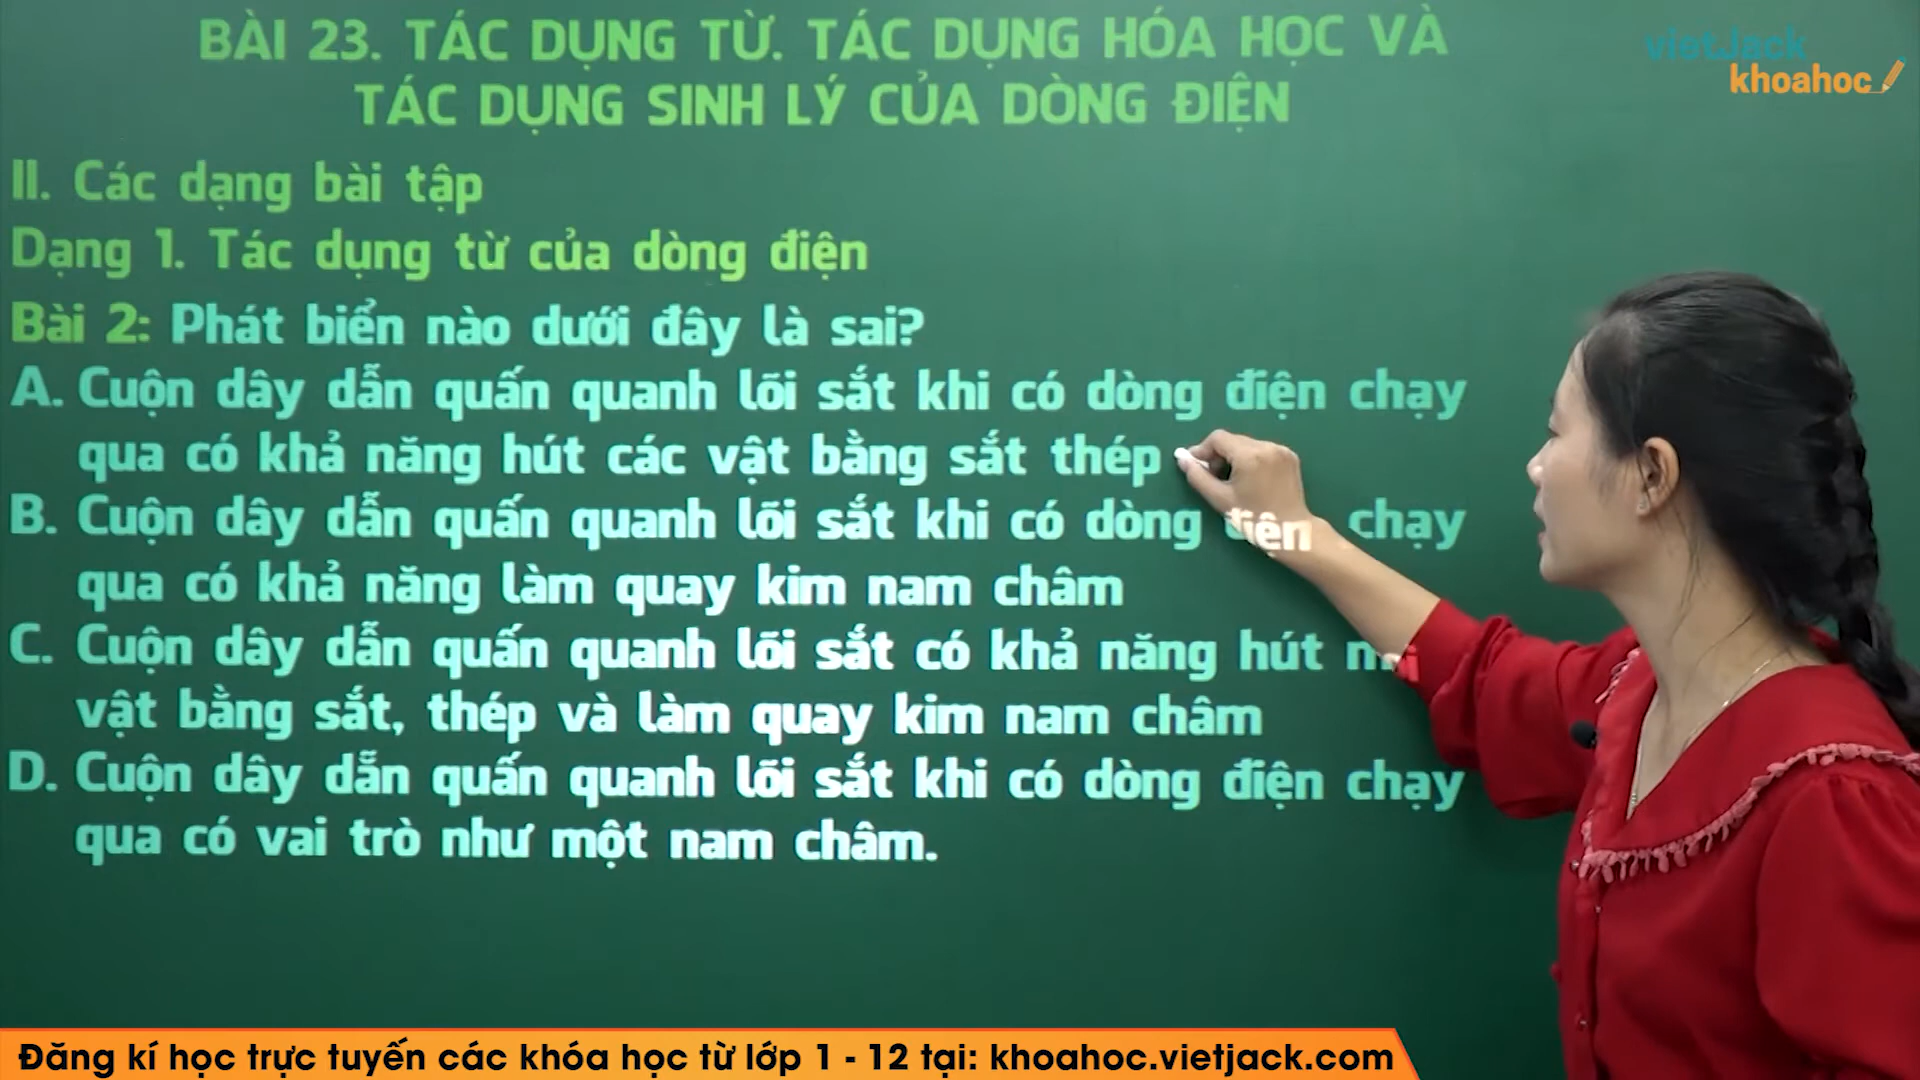 BÀI 23. TÁC DỤNG TỪ. TÁC DỤNG HÓA HỌC VÀ
TÁC DỤNG SINH LÝ CỦA DÒNG ĐIỆN
vietJack
khoahoc
II. Các dạng bài tập
Dạng 1. Tác dụng từ của dòng điện
Bài 2: Phát biển nào dưới đây là sai?
A. Cuộn dây dẫn quấn quanh lõi sắt khi có dòng điện chạy
qua có khả năng hút các vật bằng sắt thép
B. Cuộn dây dẫn quấn quanh lõi sắt khi có dòng điện chạy
qua có khả năng làm quay kim nam châm
C. Cuộn dây dẫn quấn quanh lõi sắt có khả năng hút
vật bằng sắt, thép và làm quay kim nam châm
D. Cuộn dây dẫn quấn quanh lõi sắt khi có dòng điện chạy
qua có vai trò như một nam châm.
Đăng kí học trực tuyến các khóa học từ lớp 1 - 12 tại: khoahoc.vietjack.com